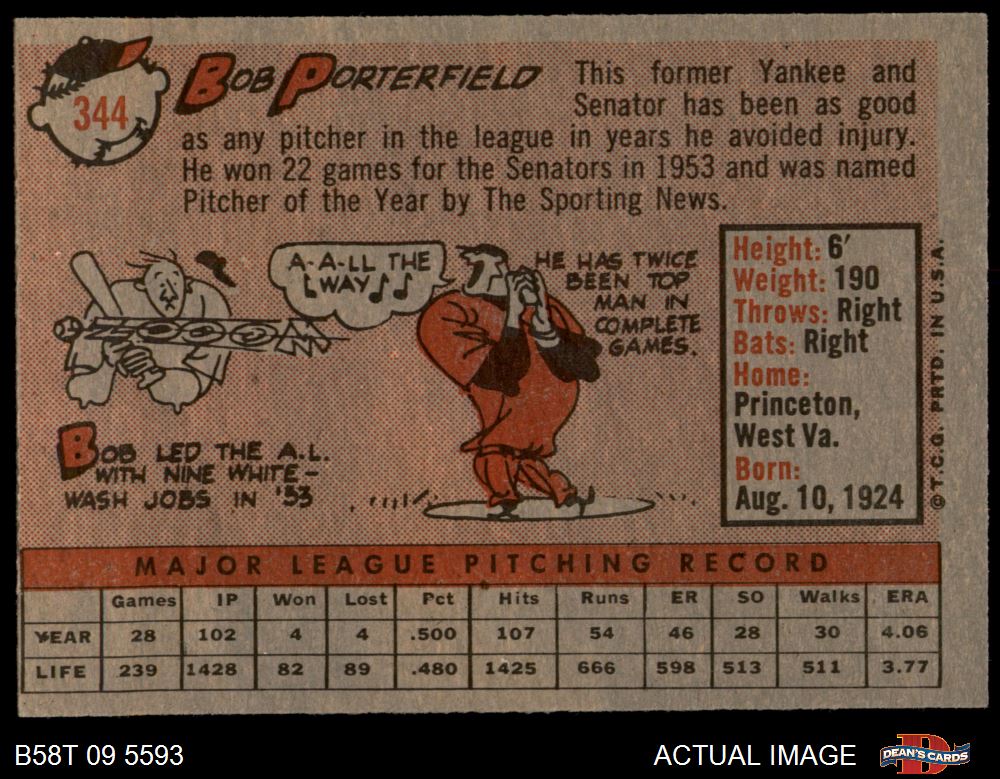 344
BOB PORTERFIELD
This former Yankee and
Senator has been as good
as any pitcher in the league in years he avoided injury.
He won 22 games for the Senators in 1953 and was named
Pitcher of the Year by The Sporting News.
A-A-LL THE
WAY
HE HAS TWICE
BEEN TOP
MAN IN
COMPLETE
GAMES.
BOB LED THE A.L.
WITH NINE WHITE-
WASH JOBS IN '53
Height: 6'
Weight: 190
Throws: Right
Bats: Right
Home:
Princeton,
West Va.
Born:
Aug. 10, 1924
© T.C.G. PRTD. IN U.S.A.
MAJOR LEAGUE PITCHING RECORD
Games IP Won Lost Pct Hits Runs ER SO Walks ERA
YEAR 28 102 4 4 .500 107 54 46 28 30 4.06
LIFE 239 1428 82 89 .480 1425 666 598 513 511 3.77
B58T 09 5593
ACTUAL IMAGE
DEAN'S CARDS